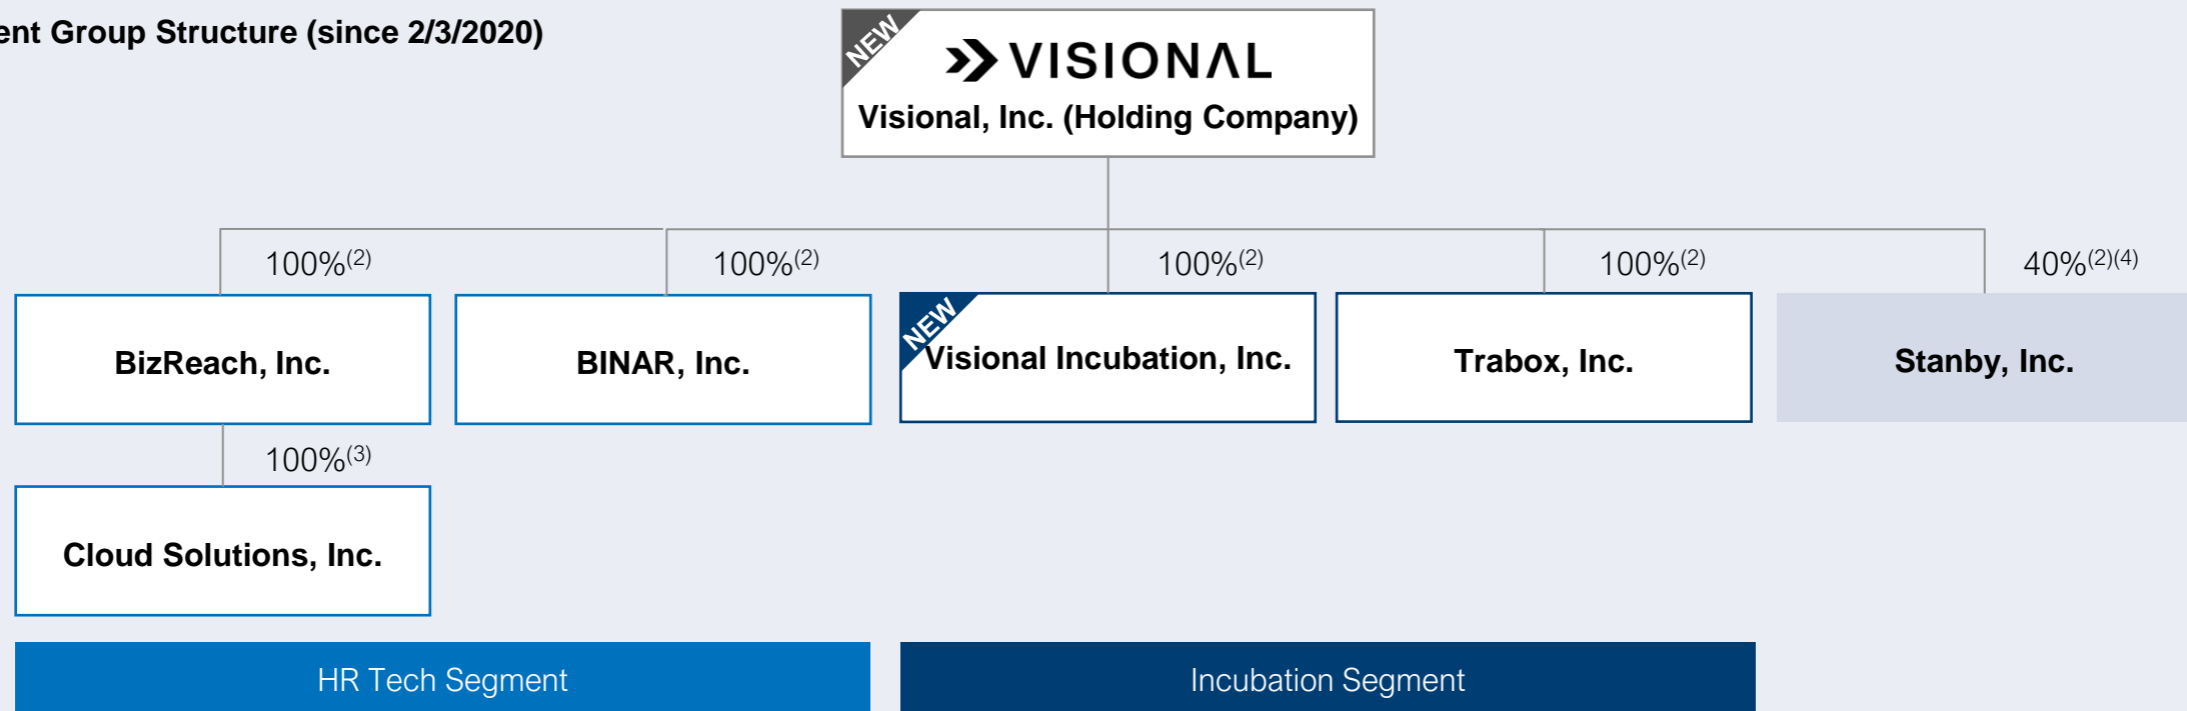 ent Group Structure (since 2/3/2020)
NEW
VISIONAL
Visional, Inc. (Holding Company)
100%(2)
100%(2)
100%(2)
100%(2)
40%(2)(4)
BizReach, Inc.
BINAR, Inc.
NEW
Visional Incubation, Inc.
Trabox, Inc.
Stanby, Inc.
100%(3)
Cloud Solutions, Inc.
HR Tech Segment
Incubation Segment